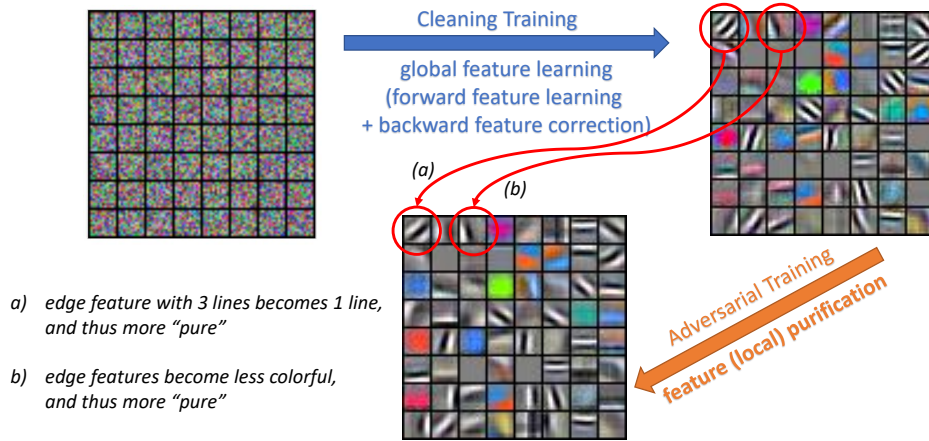 Cleaning Training
global feature learning
(forward feature learning
+ backward feature correction)
(a)
(b)
Adversarial Training
feature (local) purification
a) edge feature with 3 lines becomes 1 line,
and thus more “pure”
b) edge features become less colorful,
and thus more “pure”